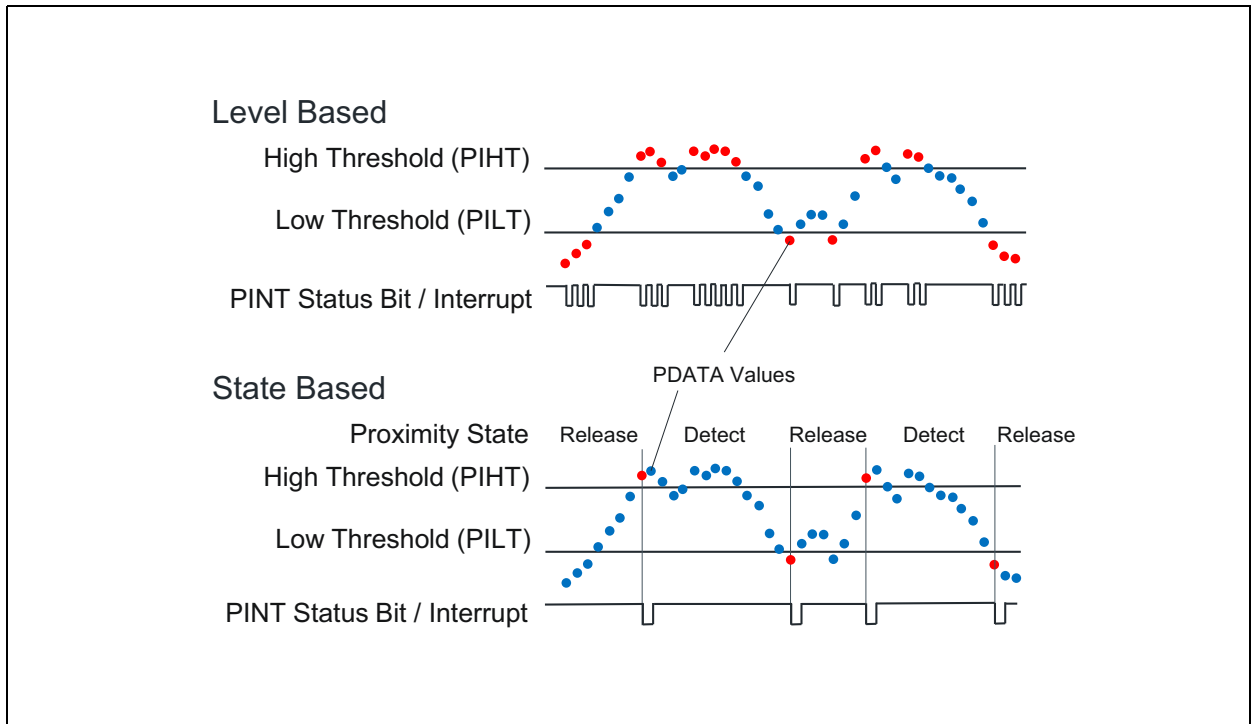 Level Based
High Threshold (PIHT)
Low Threshold (PILT)
PINT Status Bit / Interrupt
PDATA Values
State Based
Proximity State Release Detect Release Detect Release
High Threshold (PIHT)
Low Threshold (PILT)
PINT Status Bit / Interrupt